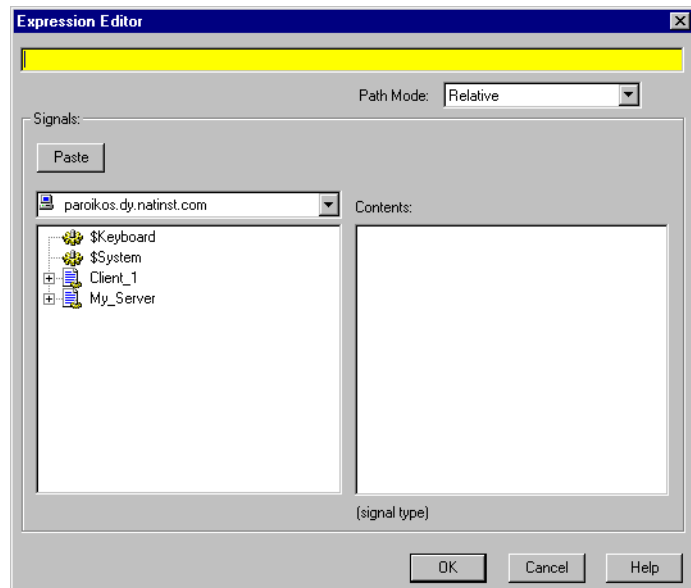 Expression Editor
Path Mode: Relative
Signals:
Paste
paroikos.dy.natinst.com
Contents:
$Keyboard
$System
Client_1
My_Server
(signal type)
OK Cancel Help